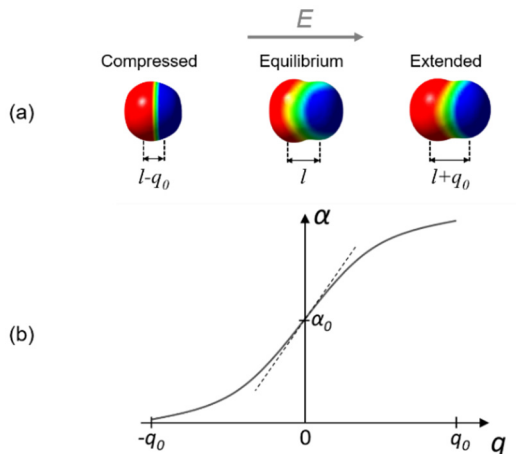 E
Compressed Equilibrium Extended
(a)
l-q₀ l l+q₀
α
(b)
α₀
-q₀ 0 q₀ q